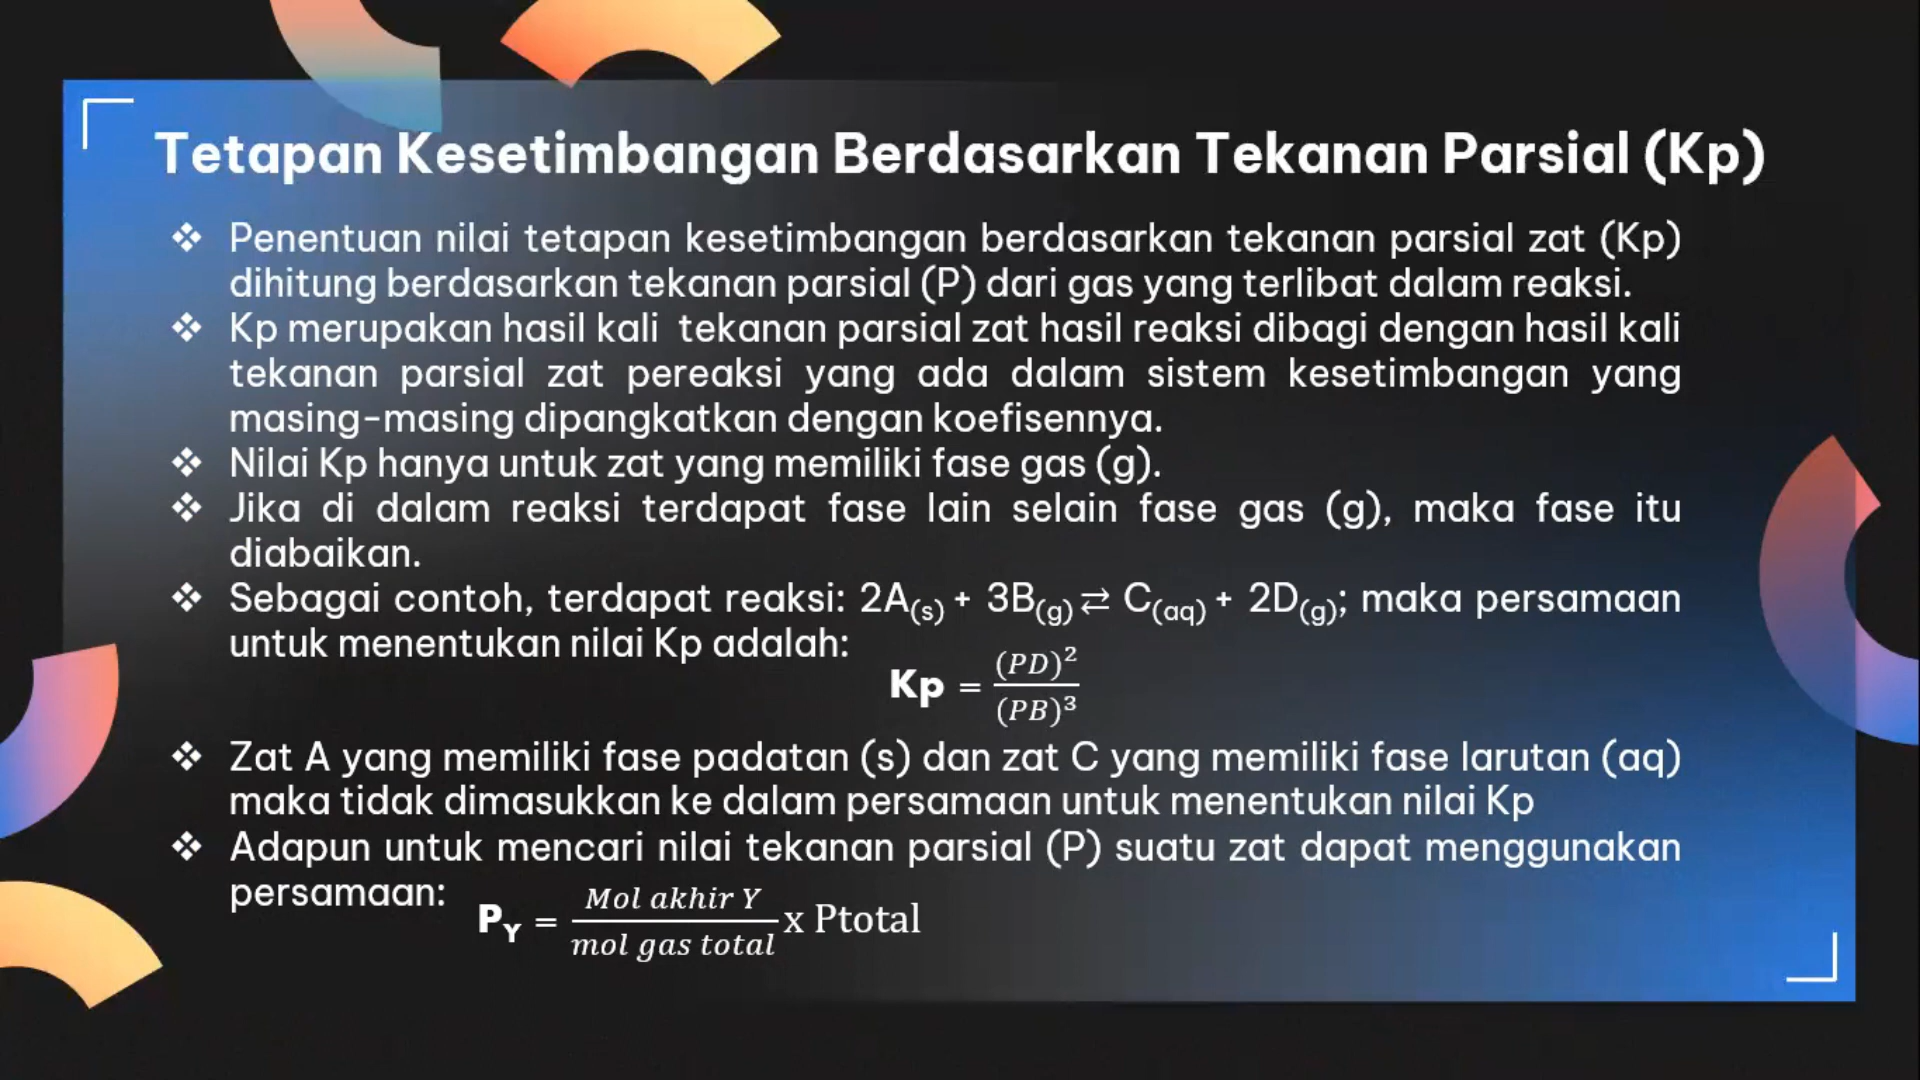 Tetapan Kesetimbangan Berdasarkan Tekanan Parsial (Kp)
❖ Penentuan nilai tetapan kesetimbangan berdasarkan tekanan parsial zat (Kp)
dihitung berdasarkan tekanan parsial (P) dari gas yang terlibat dalam reaksi.
❖ Kp merupakan hasil kali tekanan parsial zat hasil reaksi dibagi dengan hasil kali
tekanan parsial zat pereaksi yang ada dalam sistem kesetimbangan yang
masing-masing dipangkatkan dengan koefisennya.
❖ Nilai Kp hanya untuk zat yang memiliki fase gas (g).
❖ Jika di dalam reaksi terdapat fase lain selain fase gas (g), maka fase itu
diabaikan.
❖ Sebagai contoh, terdapat reaksi: 2A(s) + 3B(g) ⇄ C(aq) + 2D(g); maka persamaan
untuk menentukan nilai Kp adalah:
Kp = (PD)²/(PB)³
❖ Zat A yang memiliki fase padatan (s) dan zat C yang memiliki fase larutan (aq)
maka tidak dimasukkan ke dalam persamaan untuk menentukan nilai Kp
❖ Adapun untuk mencari nilai tekanan parsial (P) suatu zat dapat menggunakan
persamaan:
P_Y = Mol akhir Y/mol gas total x Ptotal